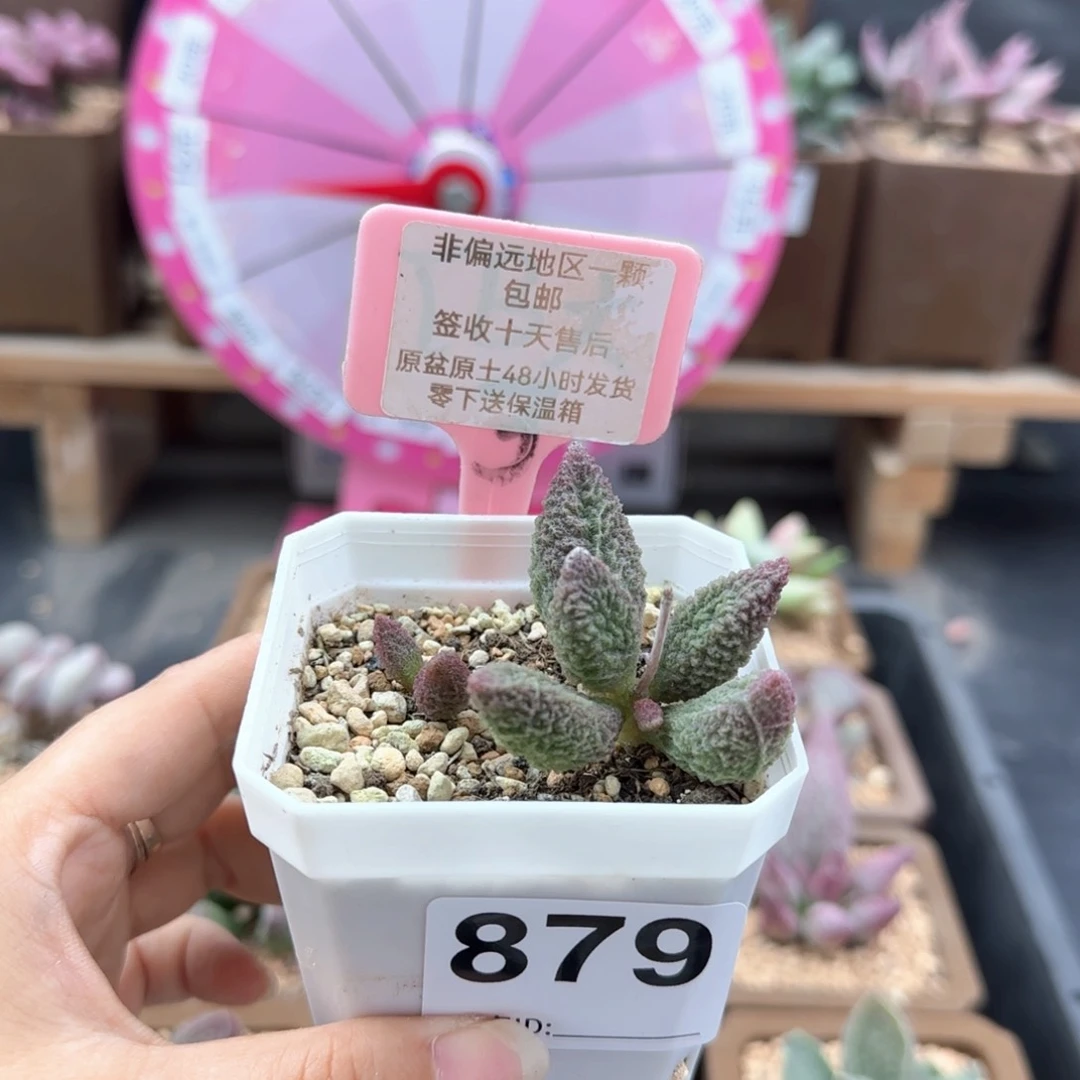 非偏远地区一颗
包邮
签收十天售后
原盆原土48小时发货
零下送保温箱
879
ID: